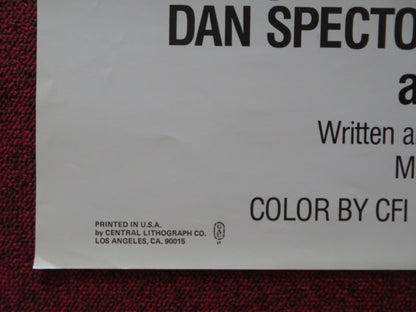 DAN SPECTO
a
Written a
M
COLOR BY CFI
PRINTED IN U.S.A.
by CENTRAL LITHOGRAPH CO.
LOS ANGELES, CA. 90015